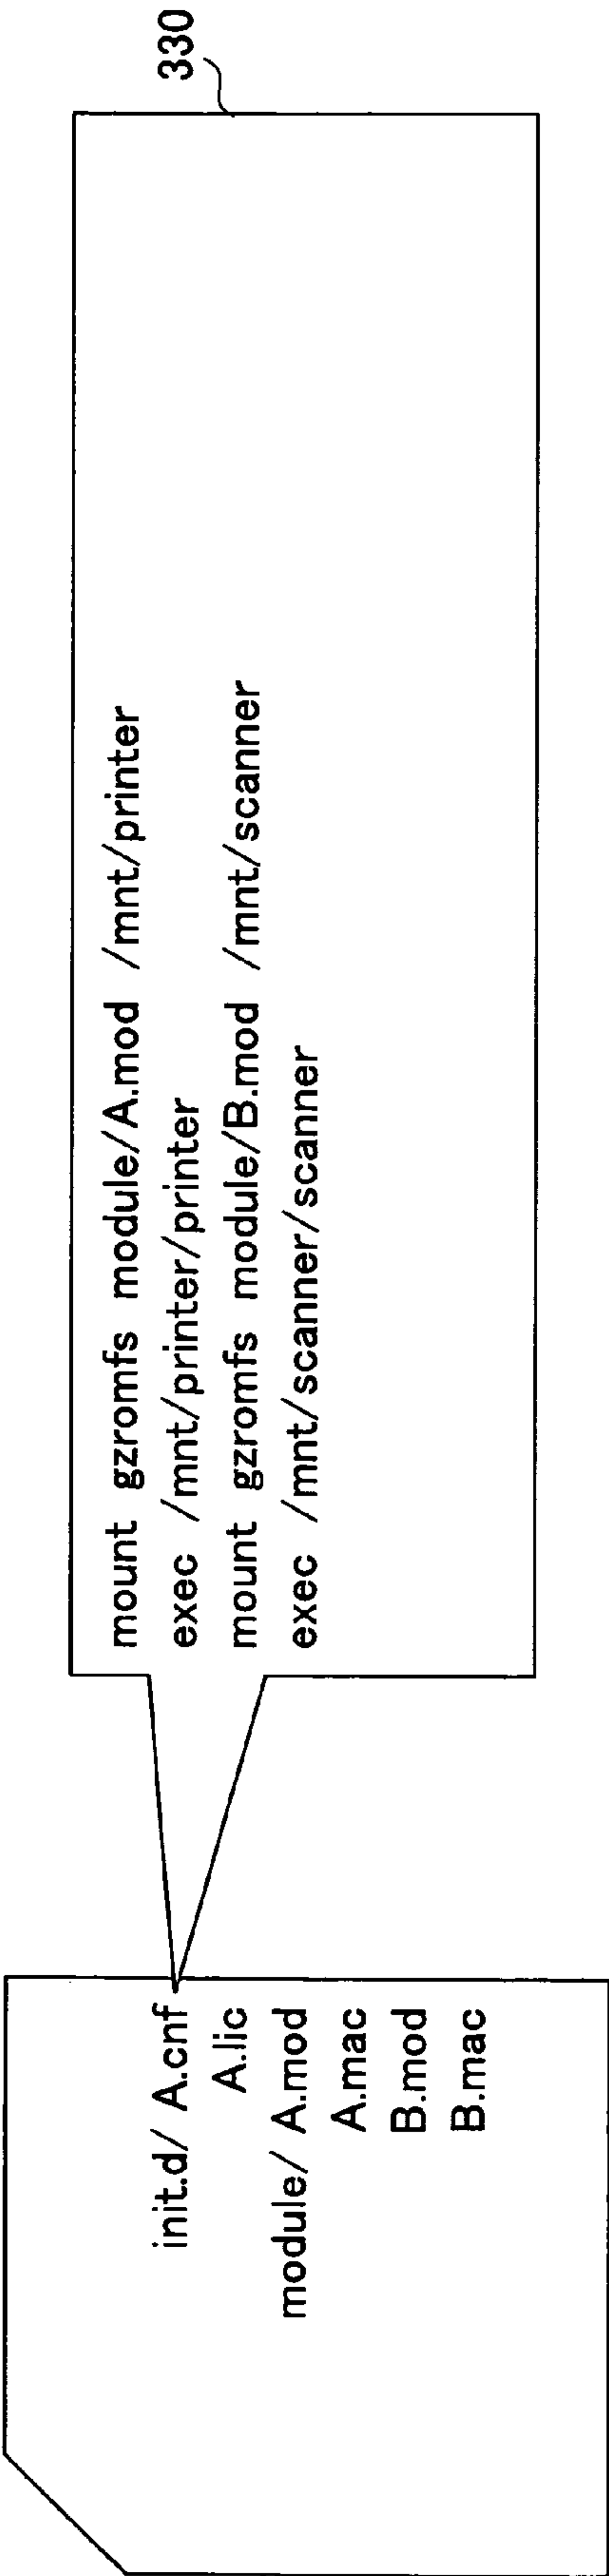 330
mount gzromfs module/A.mod /mnt/printer
exec /mnt/printer/printer
mount gzromfs module/B.mod /mnt/scanner
exec /mnt/scanner/scanner
init.d/ A.cnf
A.lic
module/ A.mod
A.mac
B.mod
B.mac